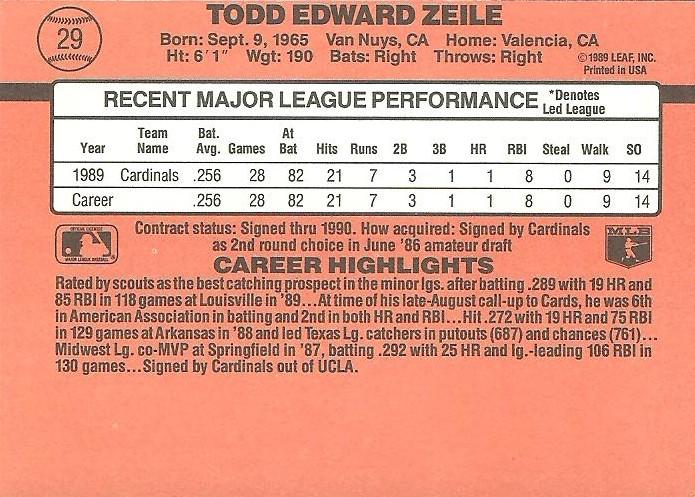 TODD EDWARD ZEILE
29
Born: Sept. 9, 1965 Van Nuys, CA Home: Valencia, CA
Ht: 6'1" Wgt: 190 Bats: Right Throws: Right
©1989 LEAF, INC.
Printed in USA
RECENT MAJOR LEAGUE PERFORMANCE *Denotes Led League
Year Team Name Bat. Avg. Games At Bat Hits Runs 2B 3B HR RBI Steal Walk SO
1989 Cardinals .256 28 82 21 7 3 1 1 8 0 9 14
Career .256 28 82 21 7 3 1 1 8 0 9 14
Contract status: Signed thru 1990. How acquired: Signed by Cardinals
as 2nd round choice in June '86 amateur draft
MLB
CAREER HIGHLIGHTS
Rated by scouts as the best catching prospect in the minor lgs. after batting .289 with 19 HR and
85 RBI in 118 games at Louisville in '89...At time of his late-August call-up to Cards, he was 6th
in American Association in batting and 2nd in both HR and RBI...Hit .272 with 19 HR and 75 RBI
in 129 games at Arkansas in '88 and led Texas Lg. catchers in putouts (687) and chances (761)...
Midwest Lg. co-MVP at Springfield in '87, batting .292 with 25 HR and lg.-leading 106 RBI in
130 games...Signed by Cardinals out of UCLA.